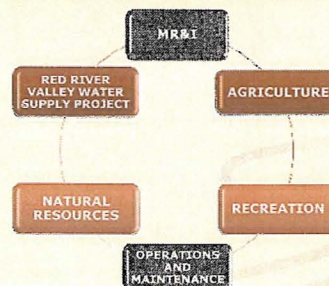 MR&I
RED RIVER
VALLEY WATER
SUPPLY PROJECT
AGRICULTURE
NATURAL
RESOURCES
RECREATION
OPERATIONS
AND
MAINTENANCE